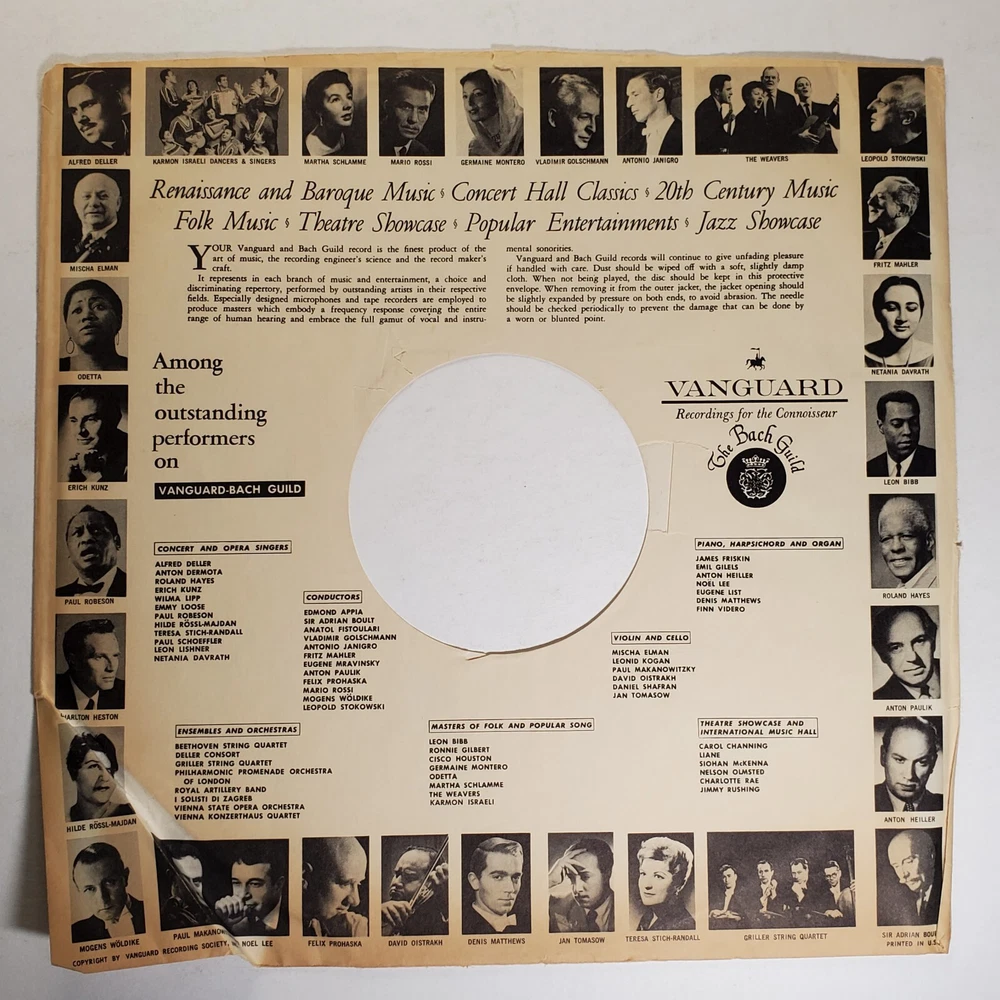 ALFRED DELLER
KARMON ISRAELI DANCERS & SINGERS
MARTHA SCHLAMME
MARIO ROSSI
GERMAINE MONTERO
VLADIMIR GOLSCHMANN
ANTONIO JANIGRO
THE WEAVERS
LEOPOLD STOKOWSKI
Renaissance and Baroque Music § Concert Hall Classics § 20th Century Music
Folk Music § Theatre Showcase § Popular Entertainments § Jazz Showcase
MISCHA ELMAN
FRITZ MAHLER
YOUR Vanguard and Bach Guild record is the finest product of the
art of music, the recording engineer's science and the record maker's
craft.
It represents in each branch of music and entertainment, a choice and
discriminating repertory, performed by outstanding artists in their respective
fields. Especially designed microphones and tape recorders are employed to
produce masters which embody a frequency response covering the entire
range of human hearing and embrace the full gamut of vocal and instru-
mental sonorities.
Vanguard and Bach Guild records will continue to give unfading pleasure
if handled with care. Dust should be wiped off with a soft, slightly damp
cloth. When not being played, the disc should be kept in this protective
envelope. When removing it from the outer jacket, the jacket opening should
be slightly expanded by pressure on both ends, to avoid abrasion. The needle
should be checked periodically to prevent the damage that can be done by
a worn or blunted point.
ODETTA
NETANIA DAVRATH
Among
the
outstanding
performers
on
VANGUARD-BACH GUILD
VANGUARD
Recordings for the Connoisseur
The Bach Guild
ERICH KUNZ
LEON BIBB
PAUL ROBESON
ROLAND HAYES
CONCERT AND OPERA SINGERS
ALFRED DELLER
ANTON DERMOTA
ROLAND HAYES
ERICH KUNZ
WILMA LIPP
EMMY LOOSE
PAUL ROBESON
HILDE RÖSSL-MAJDAN
TERESA STICH-RANDALL
PAUL SCHOEFFLER
LEON LISHNER
NETANIA DAVRATH
CONDUCTORS
EDMOND APPIA
SIR ADRIAN BOULT
ANATOL FISTOULARI
VLADIMIR GOLSCHMANN
ANTONIO JANIGRO
FRITZ MAHLER
EUGENE MRAVINSKY
ANTON PAULIK
FELIX PROHASKA
MARIO ROSSI
MOGENS WÖLDIKE
LEOPOLD STOKOWSKI
PIANO, HARPSICHORD AND ORGAN
JAMES FRISKIN
EMIL GILELS
ANTON HEILLER
NOËL LEE
EUGENE LIST
DENIS MATTHEWS
FINN VIDERO
VIOLIN AND CELLO
MISCHA ELMAN
LEONID KOGAN
PAUL MAKANOWITZKY
DAVID OISTRAKH
DANIEL SHAFRAN
JAN TOMASOW
HARLTON HESTON
ANTON PAULIK
ENSEMBLES AND ORCHESTRAS
BEETHOVEN STRING QUARTET
DELLER CONSORT
GRILLER STRING QUARTET
PHILHARMONIC PROMENADE ORCHESTRA
OF LONDON
ROYAL ARTILLERY BAND
I SOLISTI DI ZAGREB
VIENNA STATE OPERA ORCHESTRA
VIENNA KONZERTHAUS QUARTET
MASTERS OF FOLK AND POPULAR SONG
LEON BIBB
RONNIE GILBERT
CISCO HOUSTON
GERMAINE MONTERO
ODETTA
MARTHA SCHLAMME
THE WEAVERS
KARMON ISRAELI
THEATRE SHOWCASE AND
INTERNATIONAL MUSIC HALL
CAROL CHANNING
LIANE
SIOHAN McKENNA
NELSON OLMSTED
CHARLOTTE RAE
JIMMY RUSHING
HILDE RÖSSL-MAJDAN
ANTON HEILLER
MOGENS WÖLDIKE
PAUL MAKANO
NOEL LEE
FELIX PROHASKA
DAVID OISTRAKH
DENIS MATTHEWS
JAN TOMASOW
TERESA STICH-RANDALL
GRILLER STRING QUARTET
SIR ADRIAN BOU
COPYRIGHT BY VANGUARD RECORDING SOCIETY,
PRINTED IN U.S.